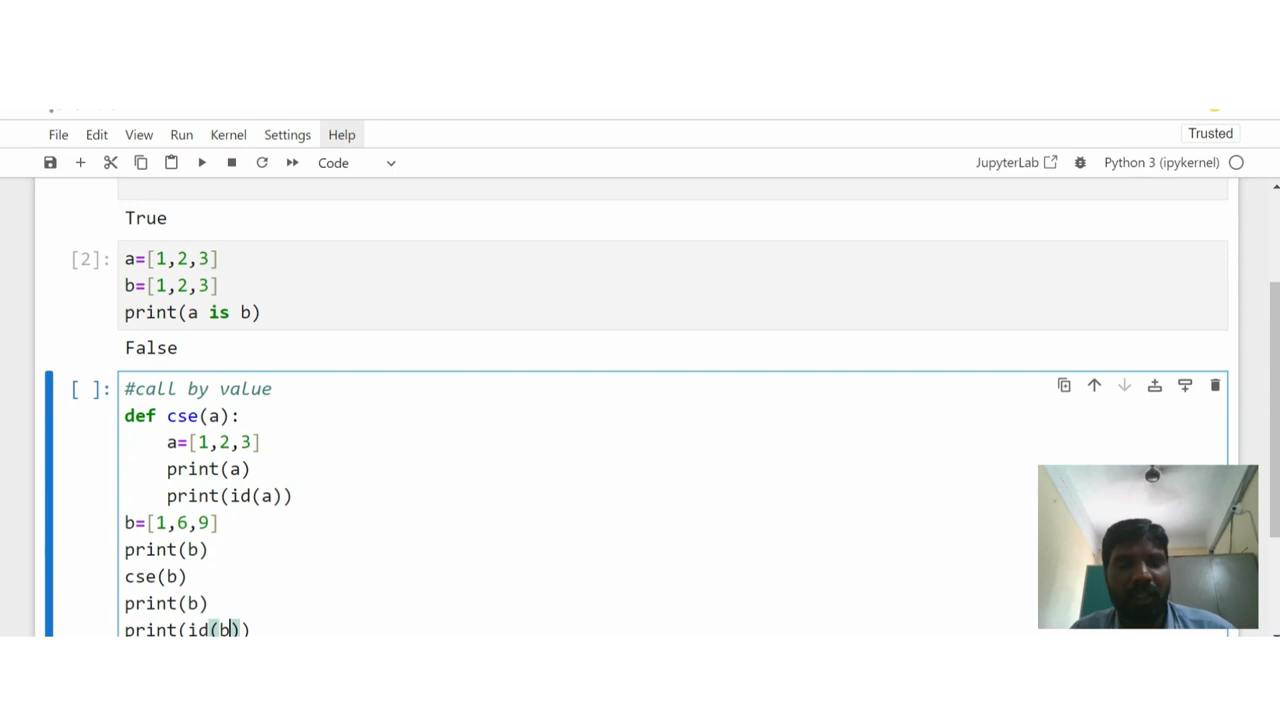 File Edit View Run Kernel Settings Help Trusted
Code JupyterLab Python 3 (ipykernel)
True
[2]: a=[1,2,3]
b=[1,2,3]
print(a is b)
False
[ ]: #call by value
def cse(a):
    a=[1,2,3]
    print(a)
    print(id(a))
b=[1,6,9]
print(b)
cse(b)
print(b)
print(id(b))